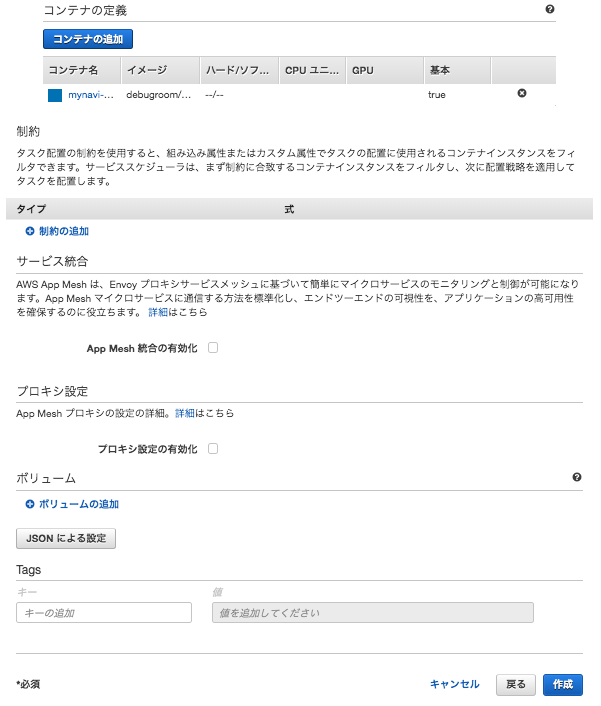 コンテナの定義
コンテナの追加
コンテナ名 イメージ ハード/ソフ... CPU ユニ... GPU 基本
mynavi-... debugroom/... --/-- true
制約
タスク配置の制約を使用すると、組み込み属性またはカスタム属性でタスクの配置に使用されるコンテナインスタンスをフィ
ルタできます。サービススケジューラは、まず制約に合致するコンテナインスタンスをフィルタし、次に配置戦略を適用して
タスクを配置します。
タイプ 式
制約の追加
サービス統合
AWS App Mesh は、Envoy プロキシサービスメッシュに基づいて簡単にマイクロサービスのモニタリングと制御が可能になり
ます。App Mesh マイクロサービスに通信する方法を標準化し、エンドツーエンドの可視性を、アプリケーションの高可用性
を確保するのに役立ちます。 詳細はこちら
App Mesh 統合の有効化
プロキシ設定
App Mesh プロキシの設定の詳細。詳細はこちら
プロキシ設定の有効化
ボリューム
ボリュームの追加
JSON による設定
Tags
キー 値
キーの追加 値を追加してください
*必須 キャンセル 戻る 作成